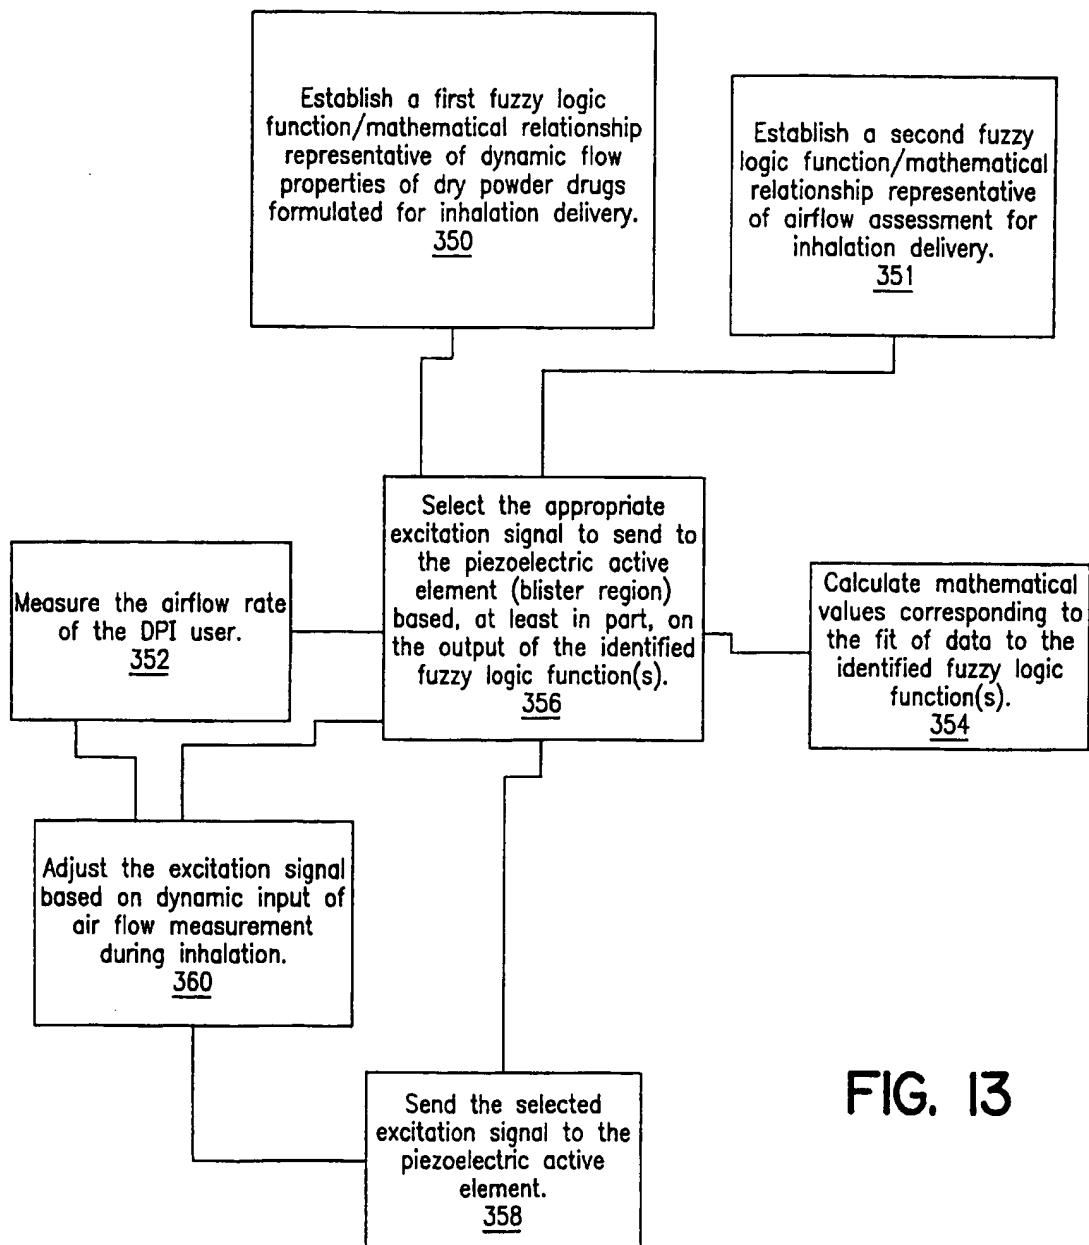 Establish a first fuzzy logic
function/mathematical relationship
representative of dynamic flow
properties of dry powder drugs
formulated for inhalation delivery.
350
Establish a second fuzzy
logic function/mathematical
relationship representative
of airflow assessment for
inhalation delivery.
351
Select the appropriate
excitation signal to send to
the piezoelectric active
element (blister region)
based, at least in part, on
the output of the identified
fuzzy logic function(s).
356
Measure the airflow rate
of the DPI user.
352
Calculate mathematical
values corresponding to
the fit of data to the
identified fuzzy logic
function(s).
354
Adjust the excitation signal
based on dynamic input of
air flow measurement
during inhalation.
360
Send the selected
excitation signal to the
piezoelectric active
element.
358
FIG. 13